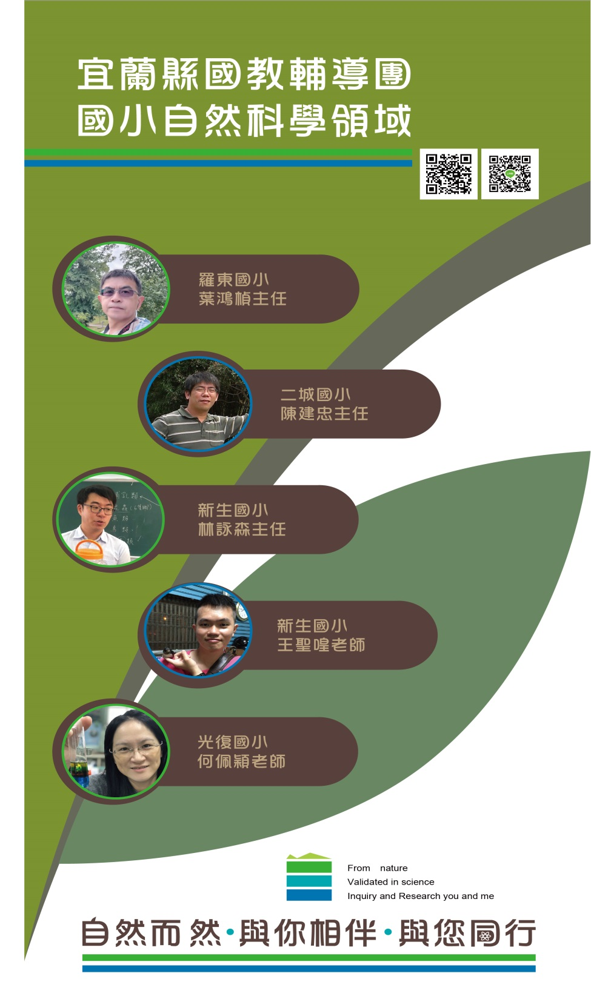 宜蘭縣國教輔導團
國小自然科學領域
羅東國小
葉鴻楨主任
二城國小
陳建忠主任
新生國小
林詠森主任
新生國小
王聖喤老師
光復國小
何佩穎老師
From nature
Validated in science
Inquiry and Research you and me
自然而然·與你相伴·與您同行